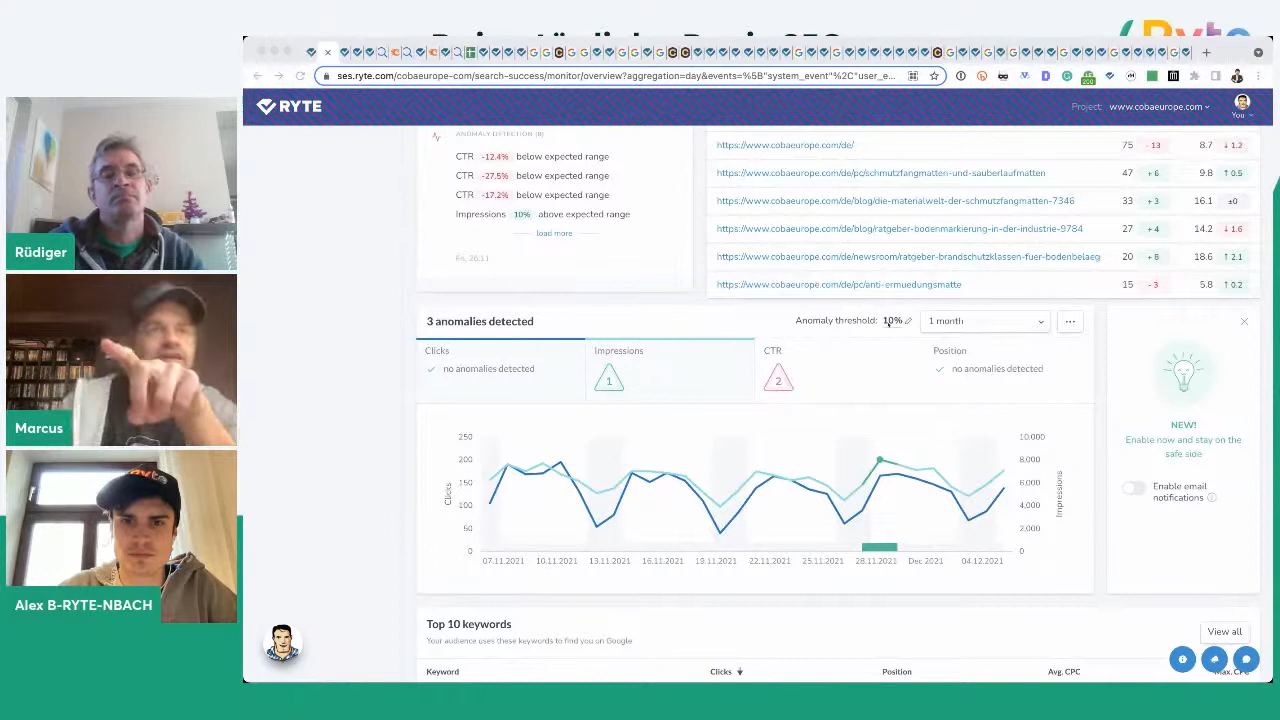 Ryte
ses.ryte.com/cobaeurope-com/search-success/monitor/overview?aggregation=day&events=%5B"system_event"%2C"user_e...
RYTE
Project: www.cobaeurope.com
You
ANOMALY DETECTION (8)
CTR -12.4% below expected range
CTR -27.5% below expected range
CTR -17.2% below expected range
Impressions 10% above expected range
load more
Fri, 26.11
https://www.cobaeurope.com/de/ 75 - 13 8.7 ↓ 1.2
https://www.cobaeurope.com/de/pc/schmutzfangmatten-und-sauberlaufmatten 47 + 6 9.8 ↑ 0.5
https://www.cobaeurope.com/de/blog/die-materialwelt-der-schmutzfangmatten-7346 33 + 3 16.1 ±0
https://www.cobaeurope.com/de/blog/ratgeber-bodenmarkierung-in-der-industrie-9784 27 + 4 14.2 ↓ 1.6
https://www.cobaeurope.com/de/newsroom/ratgeber-brandschutzklassen-fuer-bodenbelaeg 20 + 8 18.6 ↑ 2.1
https://www.cobaeurope.com/de/pc/anti-ermuedungsmatte 15 - 3 5.8 ↑ 0.2
3 anomalies detected
Anomaly threshold: 10%
1 month
...
Clicks
no anomalies detected
Impressions
1
CTR
2
Position
no anomalies detected
250
200
150
100
50
0
Clicks
10,000
8,000
6,000
4,000
2,000
0
Impressions
07.11.2021 10.11.2021 13.11.2021 16.11.2021 19.11.2021 22.11.2021 25.11.2021 28.11.2021 Dec 2021 04.12.2021
NEW!
Enable now and stay on the
safe side
Enable email
notifications
Top 10 keywords
Your audience uses these keywords to find you on Google
View all
Keyword Clicks Position Avg. CPC Max. CPC
Rüdiger
Marcus
Ryte
Alex B-RYTE-NBACH